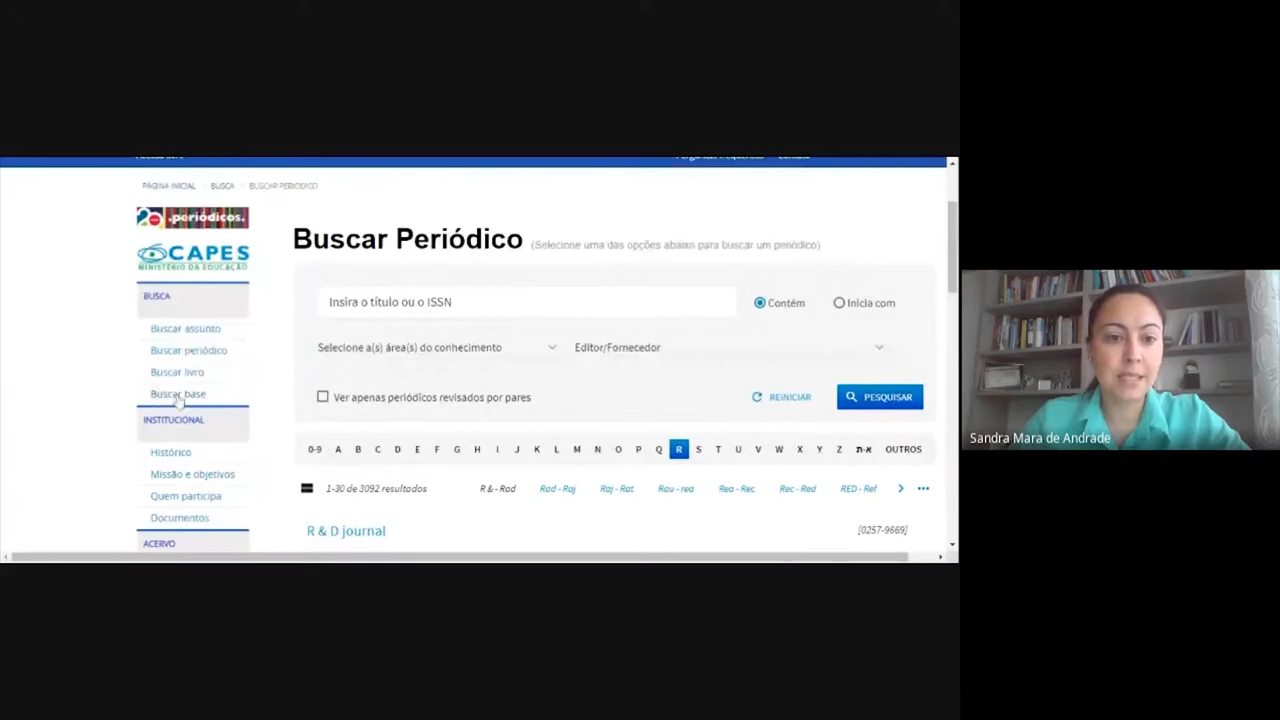 PÁGINA INICIAL BUSCA BUSCAR PERIÓDICO
.periódicos.
CAPES
MINISTÉRIO DA EDUCAÇÃO
BUSCA
Buscar assunto
Buscar periódico
Buscar livro
Buscar base
INSTITUCIONAL
Histórico
Missão e objetivos
Quem participa
Documentos
ACERVO
Buscar Periódico (Selecione uma das opções abaixo para buscar um periódico)
Insira o título ou o ISSN
Contém
Inicia com
Selecione a(s) área(s) do conhecimento
Editor/Fornecedor
Ver apenas periódicos revisados por pares
REINICIAR
PESQUISAR
0-9 A B C D E F G H I J K L M N O P Q R S T U V W X Y Z א-ת OUTROS
1-30 de 3092 resultados R & - Rad Rad - Raj Raj - Rat Rau - rea Rea - Rec Rec - Red RED - Ref
R & D journal [0257-9669]
Sandra Mara de Andrade